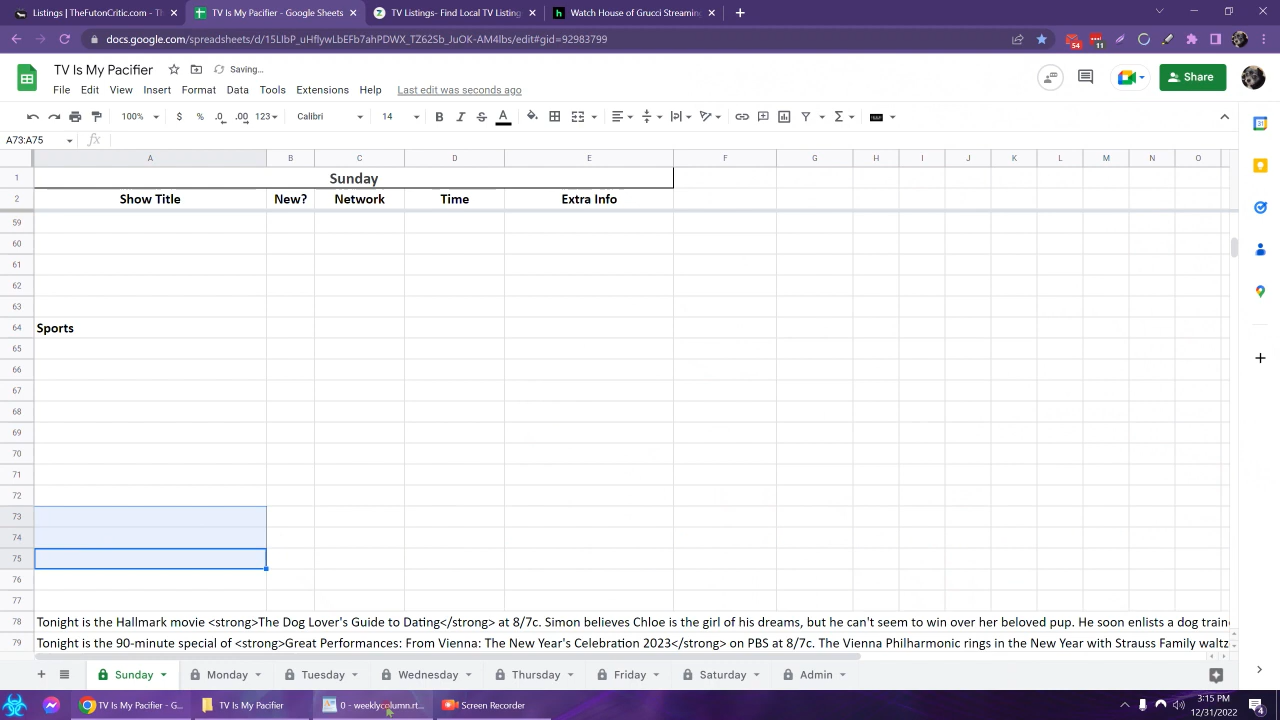 Listings | TheFutonCritic.com - T
TV Is My Pacifier - Google Sheets
TV Listings- Find Local TV Listing
Watch House of Grucci Streaming
docs.google.com/spreadsheets/d/15LIbP_uHflywLbEFb7ahPDWX_TZ62Sb_JuOK-AM4lbs/edit#gid=92983799
54
11
TV Is My Pacifier
Saving...
File Edit View Insert Format Data Tools Extensions Help
Last edit was seconds ago
Share
100% $ % .0 .00 123 Calibri 14 B I S A
A73:A75 fx
A B C D E F G H I J K L M N O
1 Sunday
2 Show Title New? Network Time Extra Info
59
60
61
62
63
64 Sports
65
66
67
68
69
70
71
72
73
74
75
76
77
78 Tonight is the Hallmark movie <strong>The Dog Lover's Guide to Dating</strong> at 8/7c. Simon believes Chloe is the girl of his dreams, but he can't seem to win over her beloved pup. He soon enlists a dog train
79 Tonight is the 90-minute special of <strong>Great Performances: From Vienna: The New Year's Celebration 2023</strong> on PBS at 8/7c. The Vienna Philharmonic rings in the New Year with Strauss Family waltz
Sunday Monday Tuesday Wednesday Thursday Friday Saturday Admin
TV Is My Pacifier - G...
TV Is My Pacifier
0 - weeklycolumn.rt...
Screen Recorder
3:15 PM
12/31/2022
4